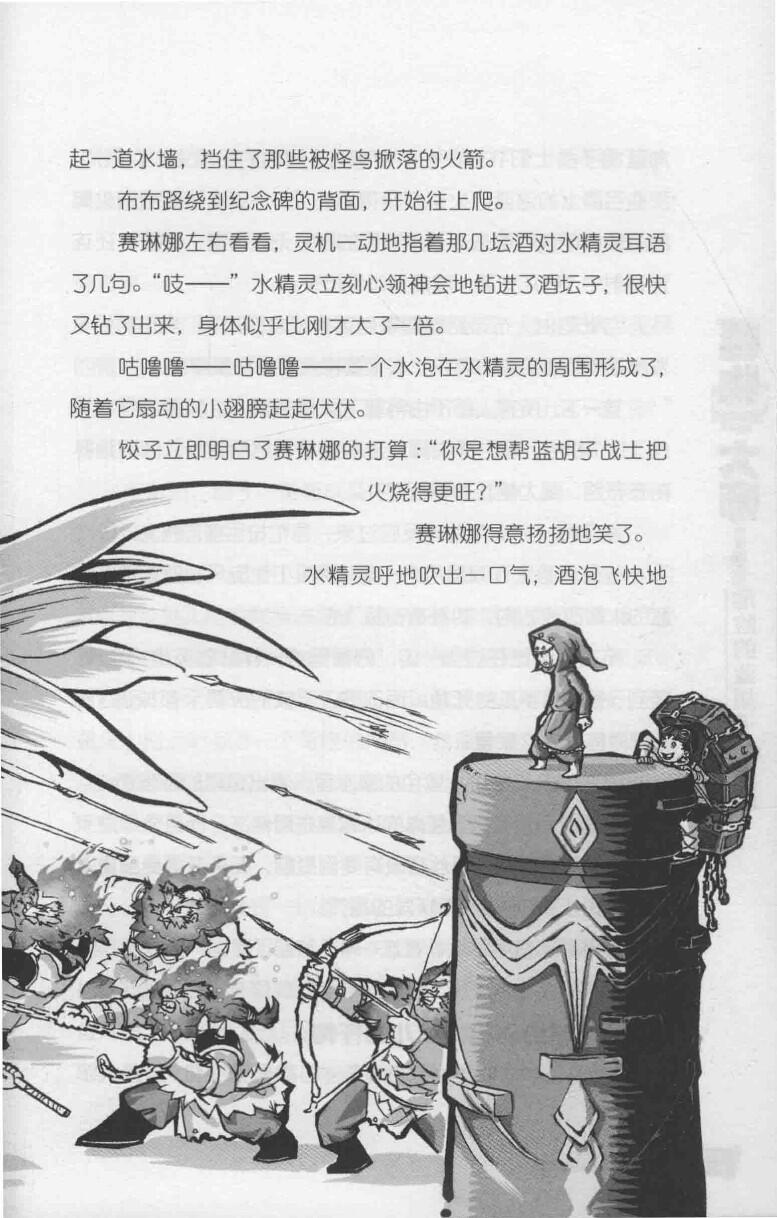 起一道水墙，挡住了那些被怪鸟掀落的火箭。
布布路绕到纪念碑的背面，开始往上爬。
赛琳娜左右看看，灵机一动地指着那几坛酒对水精灵耳语
了几句。“吱——”水精灵立刻心领神会地钻进了酒坛子，很快
又钻了出来，身体似乎比刚才大了一倍。
咕噜噜——咕噜噜——一个个水泡在水精灵的周围形成了，
随着它扇动的小翅膀起起伏伏。
饺子立即明白了赛琳娜的打算：“你是想帮蓝胡子战士把
火烧得更旺？”
赛琳娜得意扬扬地笑了。
水精灵呼地吹出一口气，酒泡飞快地